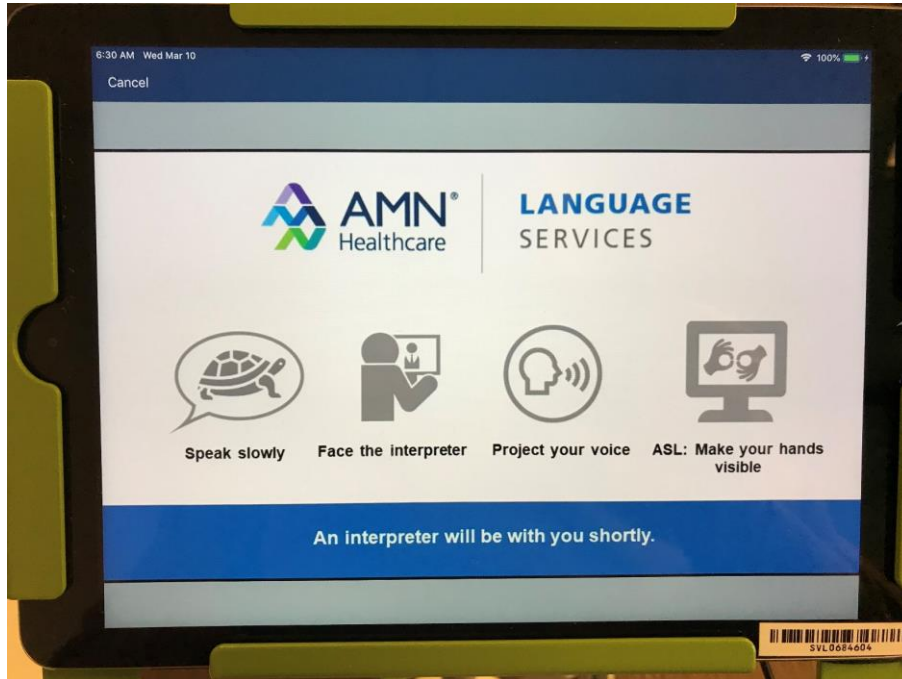 6:30 AM Wed Mar 10
100%
Cancel
AMN®
Healthcare
LANGUAGE
SERVICES
Speak slowly
Face the interpreter
Project your voice
ASL: Make your hands
visible
An interpreter will be with you shortly.
SVL0684604